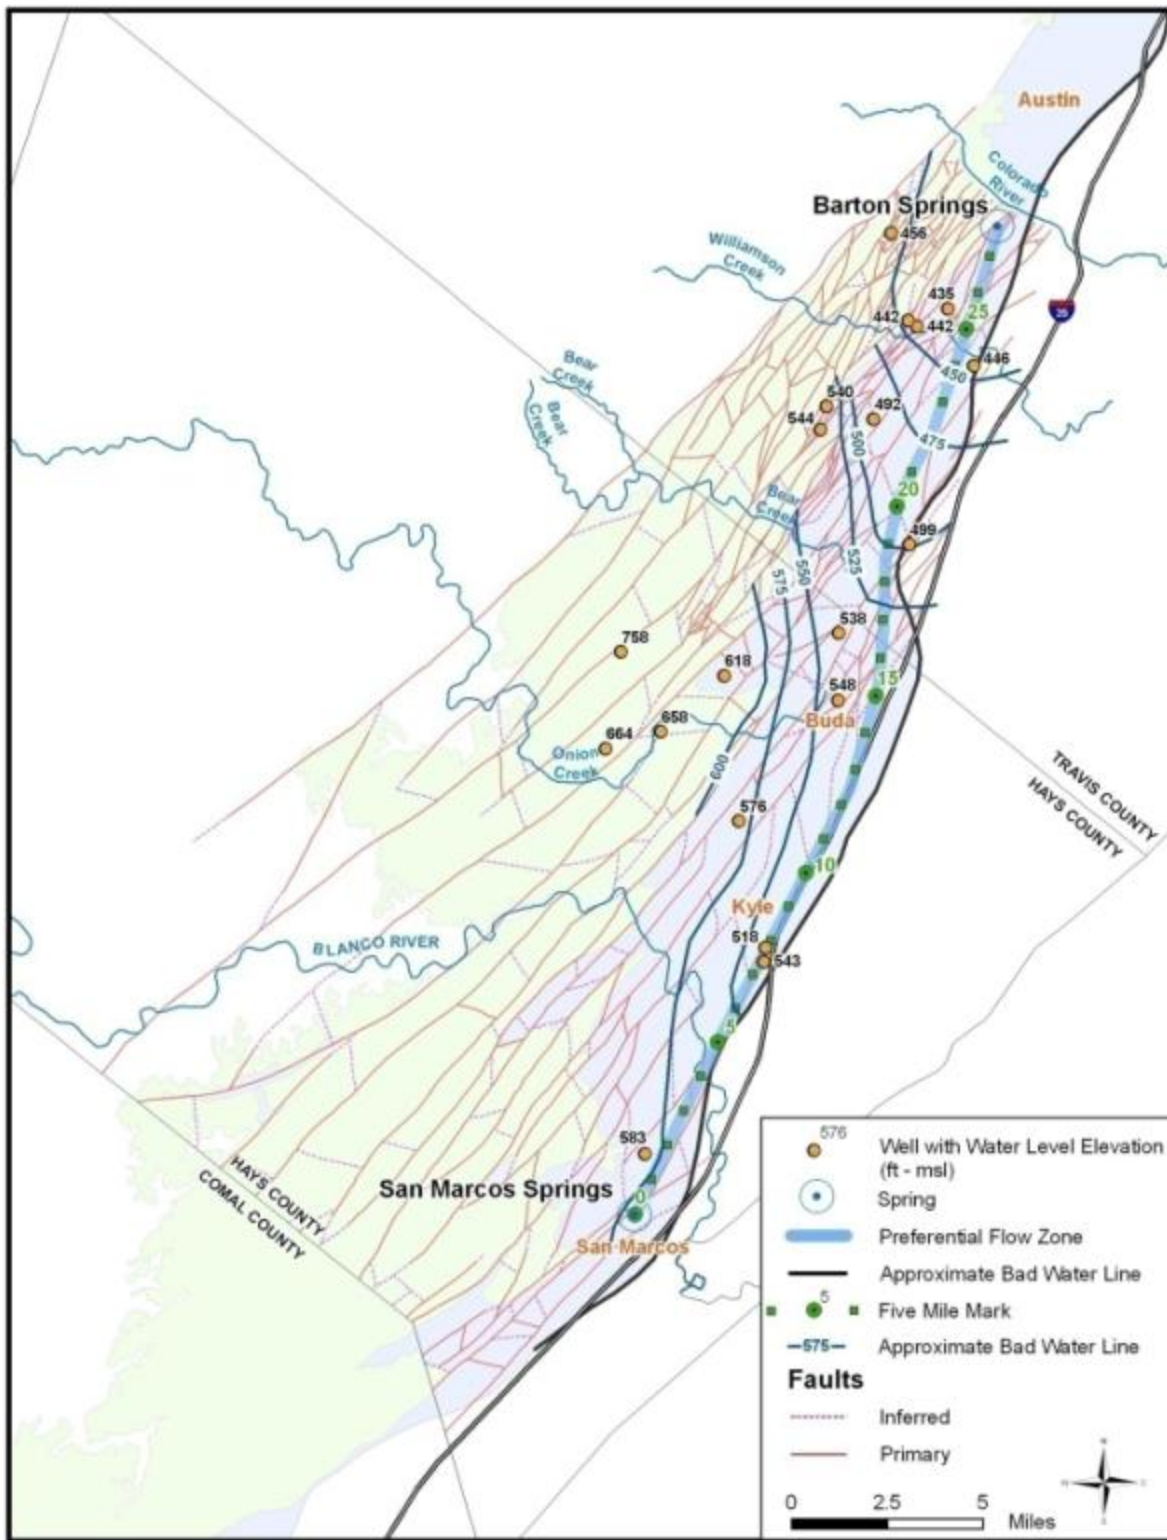 Austin
Colorado
River
Barton Springs
456
Williamson
Creek
435
25
442
442
35
446
450
Bear
Creek
540
492
Bear
Creek
544
500
475
20
Bear
Creek
499
550
525
575
538
758
618
15
548
658
Buda
664
Onion
Creek
600
TRAVIS COUNTY
HAYS COUNTY
576
10
Kyle
518
BLANCO RIVER
543
5
583
HAYS COUNTY
COMAL COUNTY
San Marcos Springs
0
San Marcos
576
Well with Water Level Elevation
(ft - msl)
Spring
Preferential Flow Zone
Approximate Bad Water Line
5
Five Mile Mark
575
Approximate Bad Water Line
Faults
Inferred
Primary
0 2.5 5
Miles